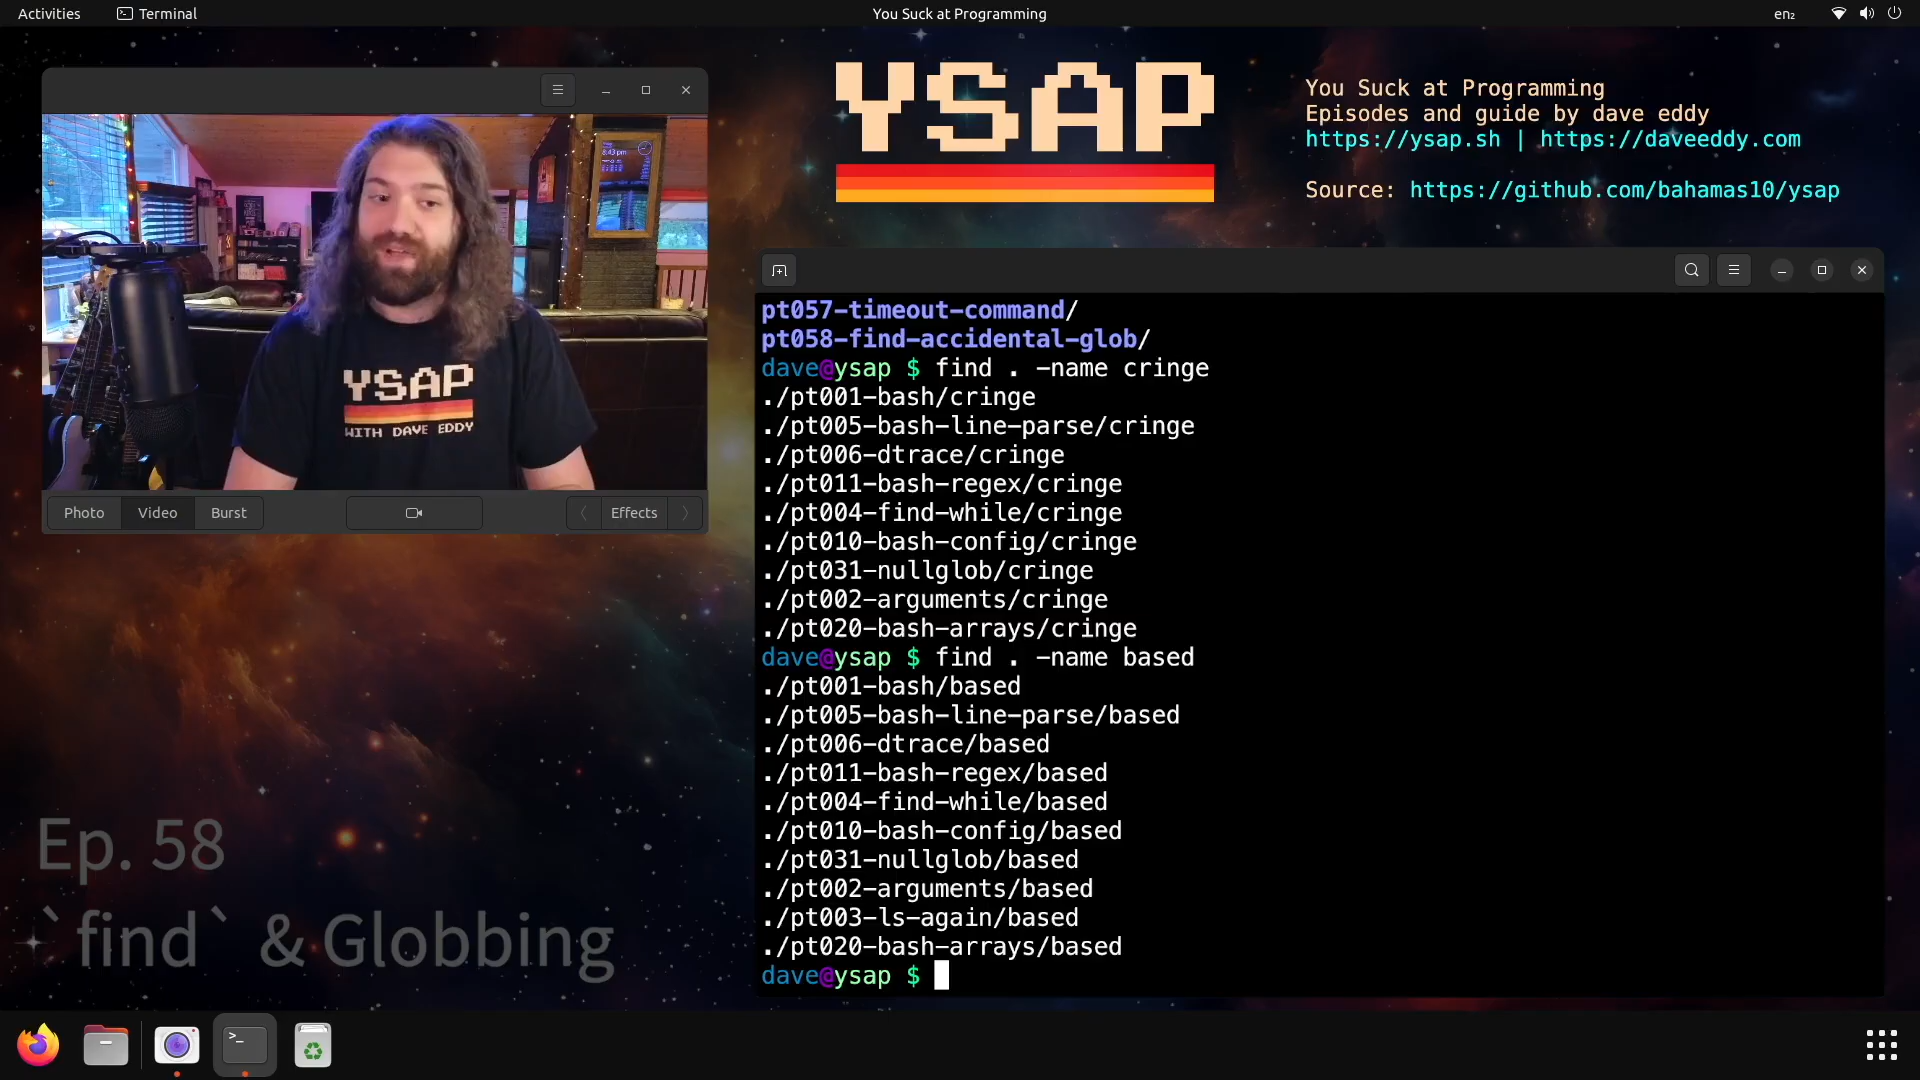 Activities
Terminal
You Suck at Programming
en₂
YSAP
You Suck at Programming
Episodes and guide by dave eddy
https://ysap.sh | https://daveeddy.com
Source: https://github.com/bahamas10/ysap
8:43 pm
YSAP
WITH DAVE EDDY
Photo
Video
Burst
Effects
pt057-timeout-command/
pt058-find-accidental-glob/
dave@ysap $ find . -name cringe
./pt001-bash/cringe
./pt005-bash-line-parse/cringe
./pt006-dtrace/cringe
./pt011-bash-regex/cringe
./pt004-find-while/cringe
./pt010-bash-config/cringe
./pt031-nullglob/cringe
./pt002-arguments/cringe
./pt020-bash-arrays/cringe
dave@ysap $ find . -name based
./pt001-bash/based
./pt005-bash-line-parse/based
./pt006-dtrace/based
./pt011-bash-regex/based
./pt004-find-while/based
./pt010-bash-config/based
./pt031-nullglob/based
./pt002-arguments/based
./pt003-ls-again/based
./pt020-bash-arrays/based
dave@ysap $
Ep. 58
`find` & Globbing